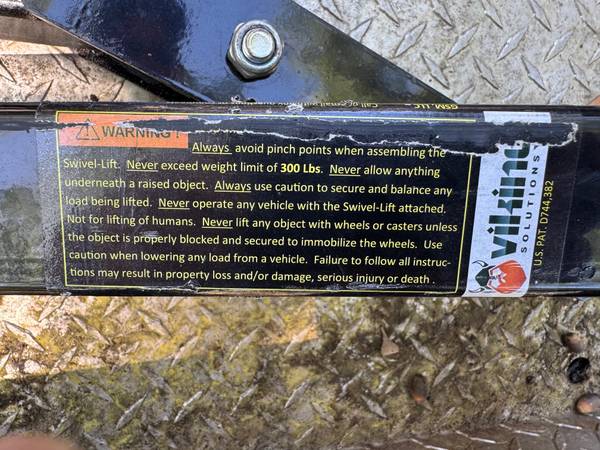 GSM, LLC
WARNING!
Always avoid pinch points when assembling the
Swivel-Lift. Never exceed weight limit of 300 Lbs. Never allow anything
underneath a raised object. Always use caution to secure and balance any
load being lifted. Never operate any vehicle with the Swivel-Lift attached.
Not for lifting of humans. Never lift any object with wheels or casters unless
the object is properly blocked and secured to immobilize the wheels. Use
caution when lowering any load from a vehicle. Failure to follow all instruc-
tions may result in property loss and/or damage, serious injury or death .
viking
SOLUTIONS
U.S. PAT. D744,382